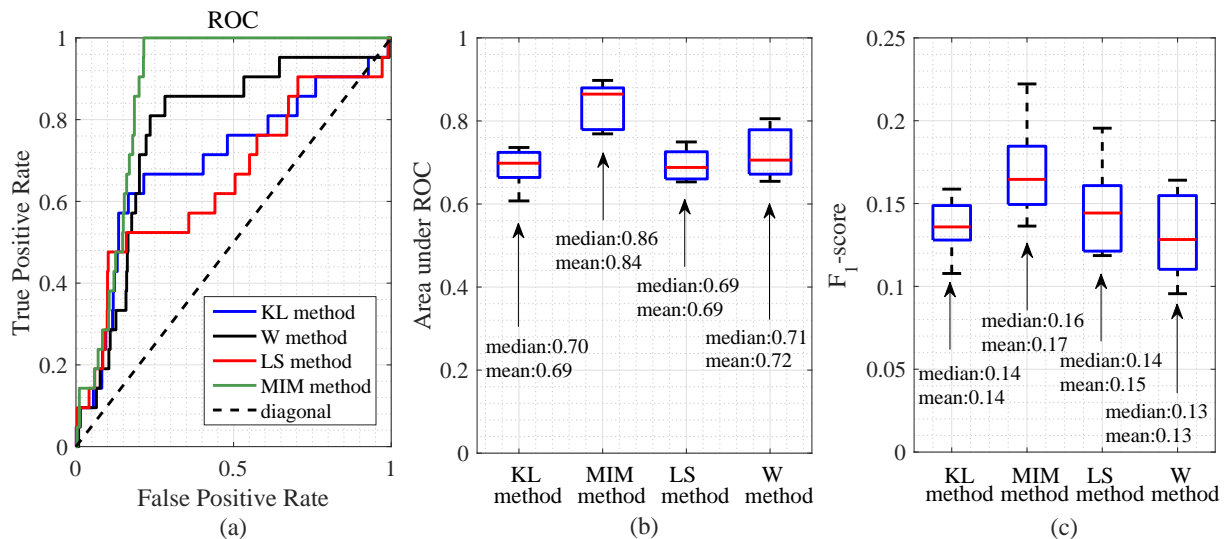 ROC
1
0.8
0.6
0.4
0.2
0
0
0.5
1
True Positive Rate
False Positive Rate
KL method
W method
LS method
MIM method
diagonal
(a)
1
0.8
0.6
0.4
0.2
0
Area under ROC
median:0.70
mean:0.69
median:0.86
mean:0.84
median:0.69
mean:0.69
median:0.71
mean:0.72
KL
method
MIM
method
LS
method
W
method
(b)
0.25
0.2
0.15
0.1
0.05
0
F1-score
median:0.14
mean:0.14
median:0.16
mean:0.17
median:0.14
mean:0.15
median:0.13
mean:0.13
KL
method
MIM
method
LS
method
W
method
(c)